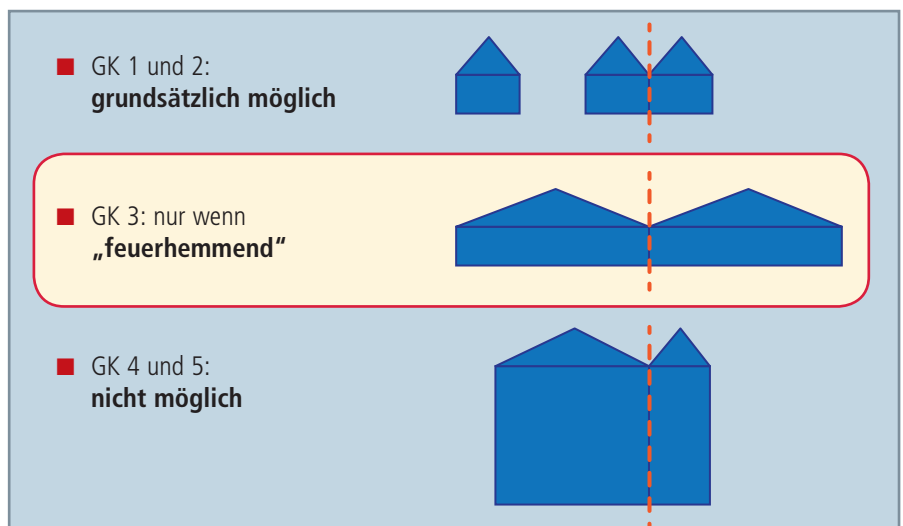 GK 1 und 2:
grundsätzlich möglich
GK 3: nur wenn
„feuerhemmend“
GK 4 und 5:
nicht möglich